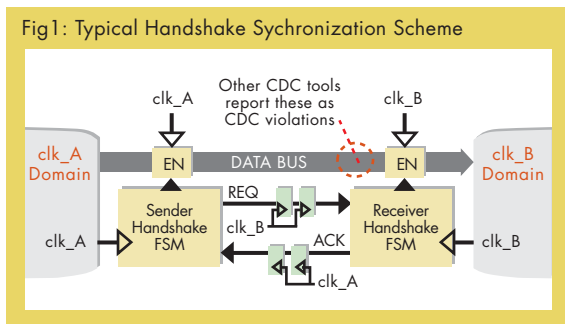 Fig1: Typical Handshake Sychronization Scheme
Other CDC tools
report these as
CDC violations
clk_A
clk_B
clk_A
Domain
EN
DATA BUS
EN
clk_B
Domain
REQ
Sender
Handshake
FSM
clk_B
Receiver
Handshake
FSM
clk_A
ACK
clk_B
clk_A